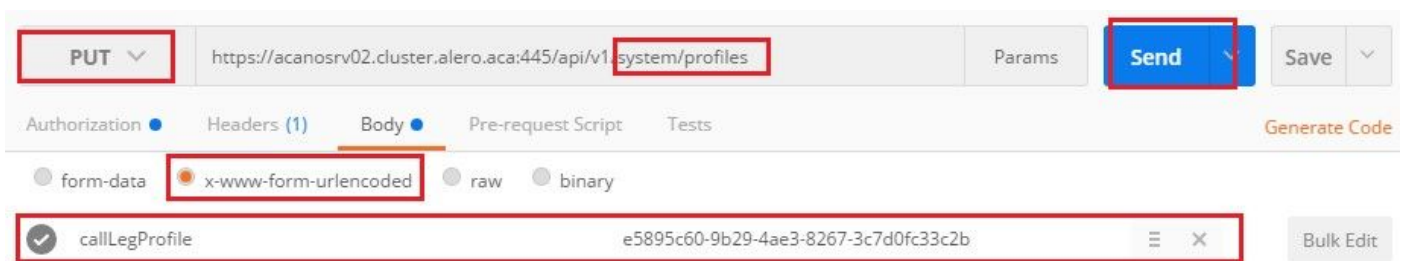 PUT https://acanosrv02.cluster.alero.aca:445/api/v1/system/profiles Params Send Save
Authorization Headers (1) Body Pre-request Script Tests Generate Code
form-data x-www-form-urlencoded raw binary
callLegProfile e5895c60-9b29-4ae3-8267-3c7d0fc33c2b Bulk Edit